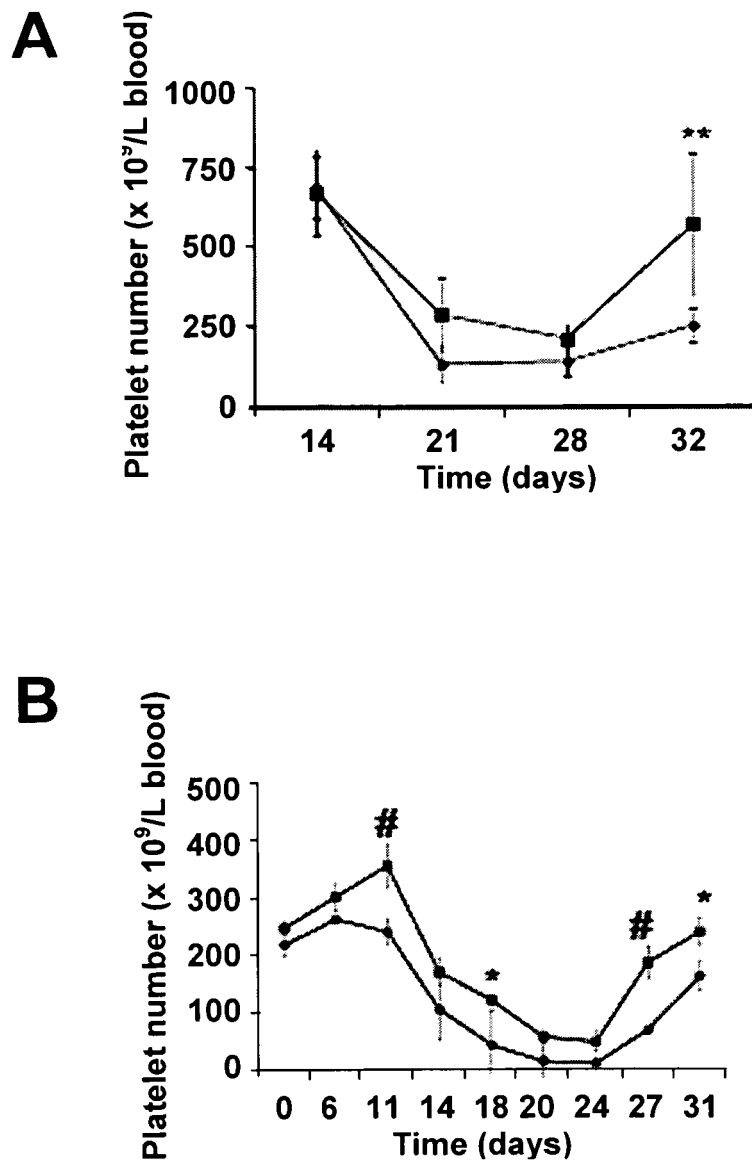 A
Platelet number (x 10⁹/L blood)
1000
750
500
250
0
**
14 21 28 32
Time (days)
B
Platelet number (x 10⁹/L blood)
500
400
300
200
100
0
#
*
#
*
0 6 11 14 18 20 24 27 31
Time (days)